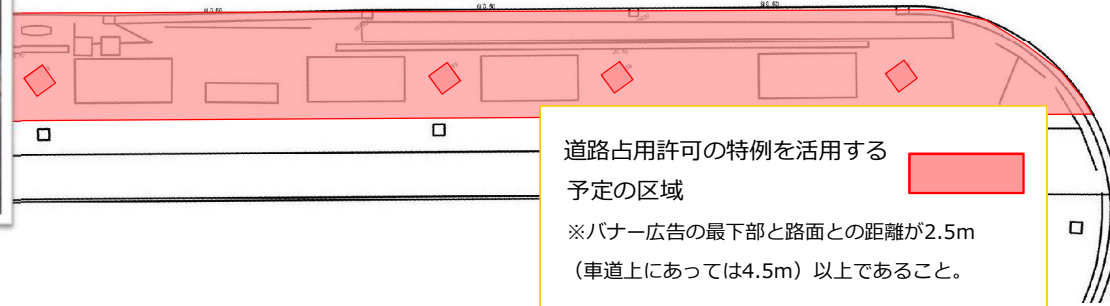 道路占用許可の特例を活用する
予定の区域
※バナー広告の最下部と路面との距離が2.5m
（車道上にあっては4.5m）以上であること。